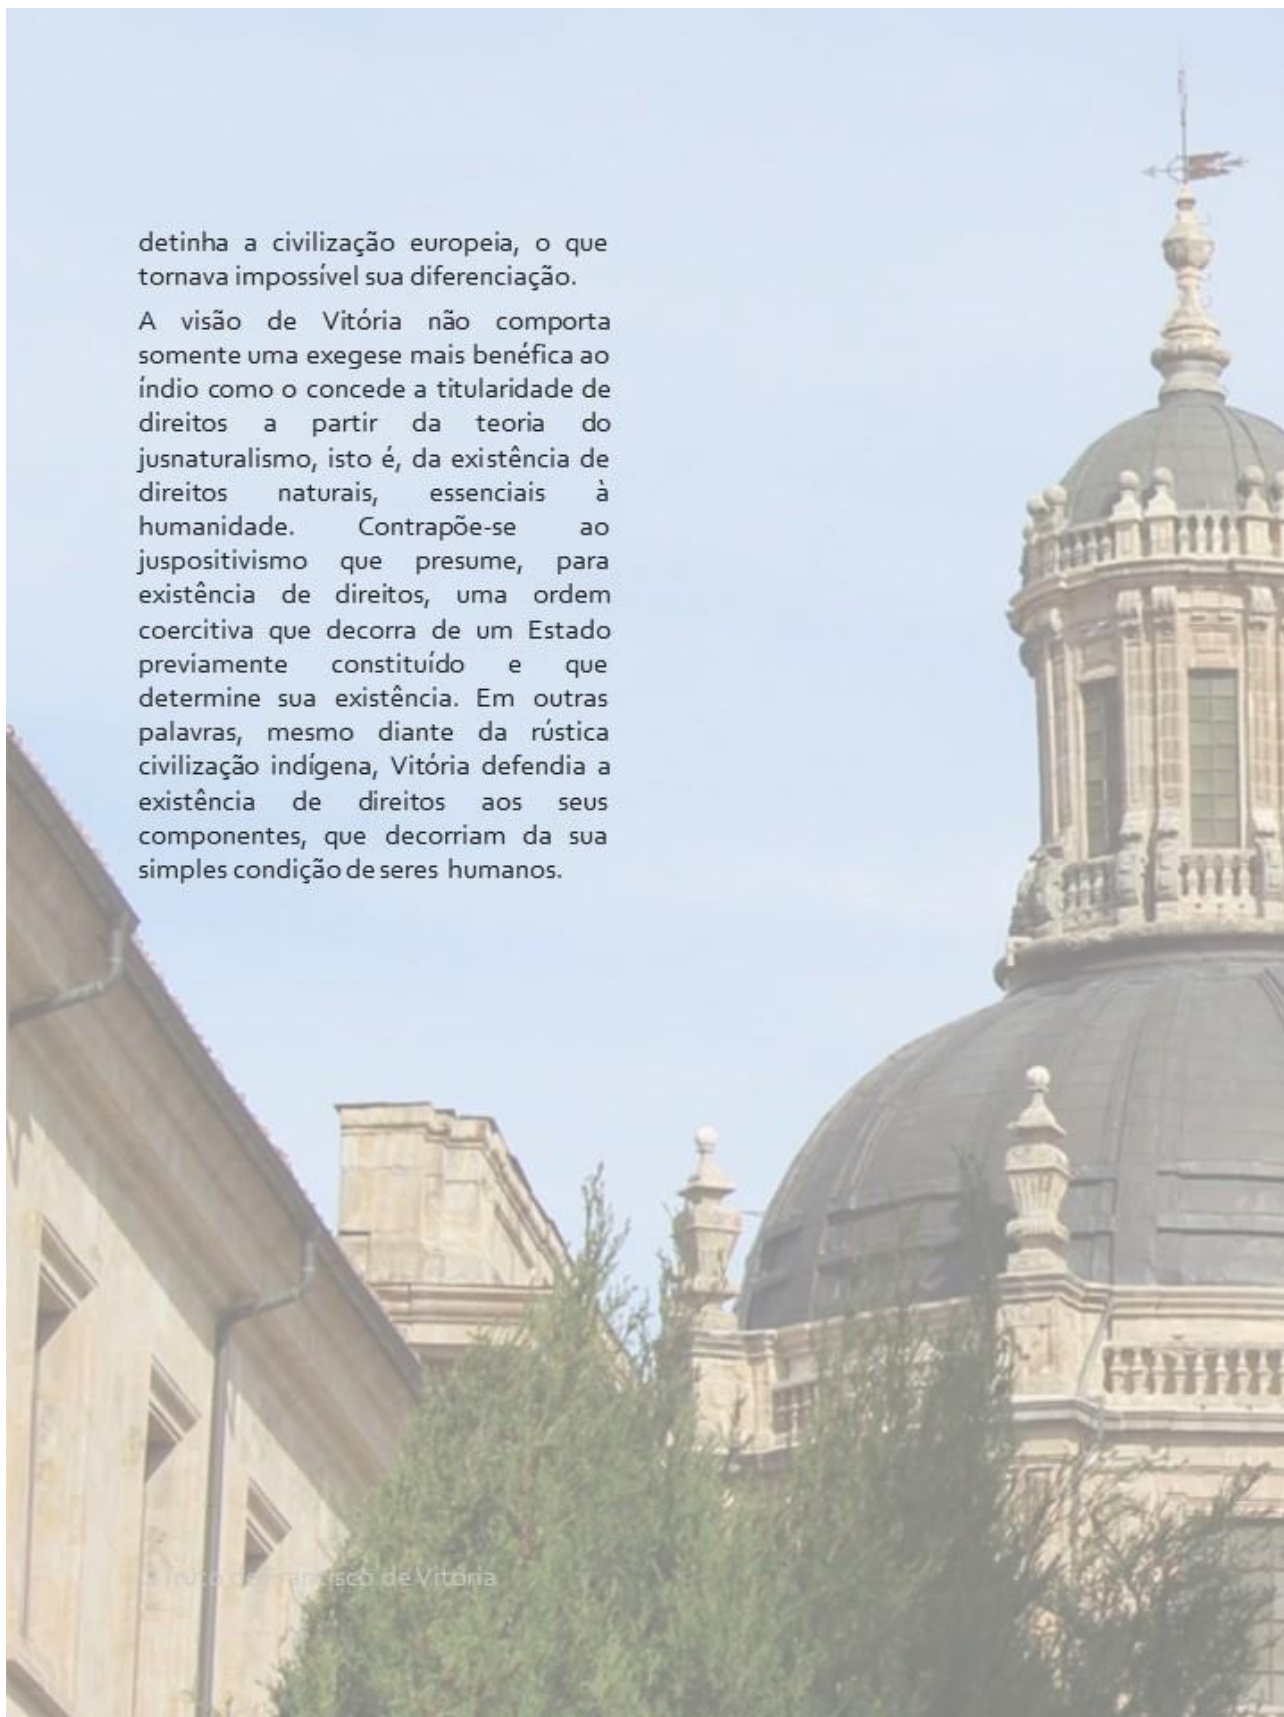 detinha a civilização europeia, o que
tornava impossível sua diferenciação.
A visão de Vitória não comporta
somente uma exegese mais benéfica ao
índio como o concede a titularidade de
direitos a partir da teoria do
jusnaturalismo, isto é, da existência de
direitos naturais, essenciais à
humanidade. Contrapõe-se ao
juspositivismo que presume, para
existência de direitos, uma ordem
coercitiva que decorra de um Estado
previamente constituído e que
determine sua existência. Em outras
palavras, mesmo diante da rústica
civilização indígena, Vitória defendia a
existência de direitos aos seus
componentes, que decorriam da sua
simples condição de seres humanos.
Francisco de Vitória